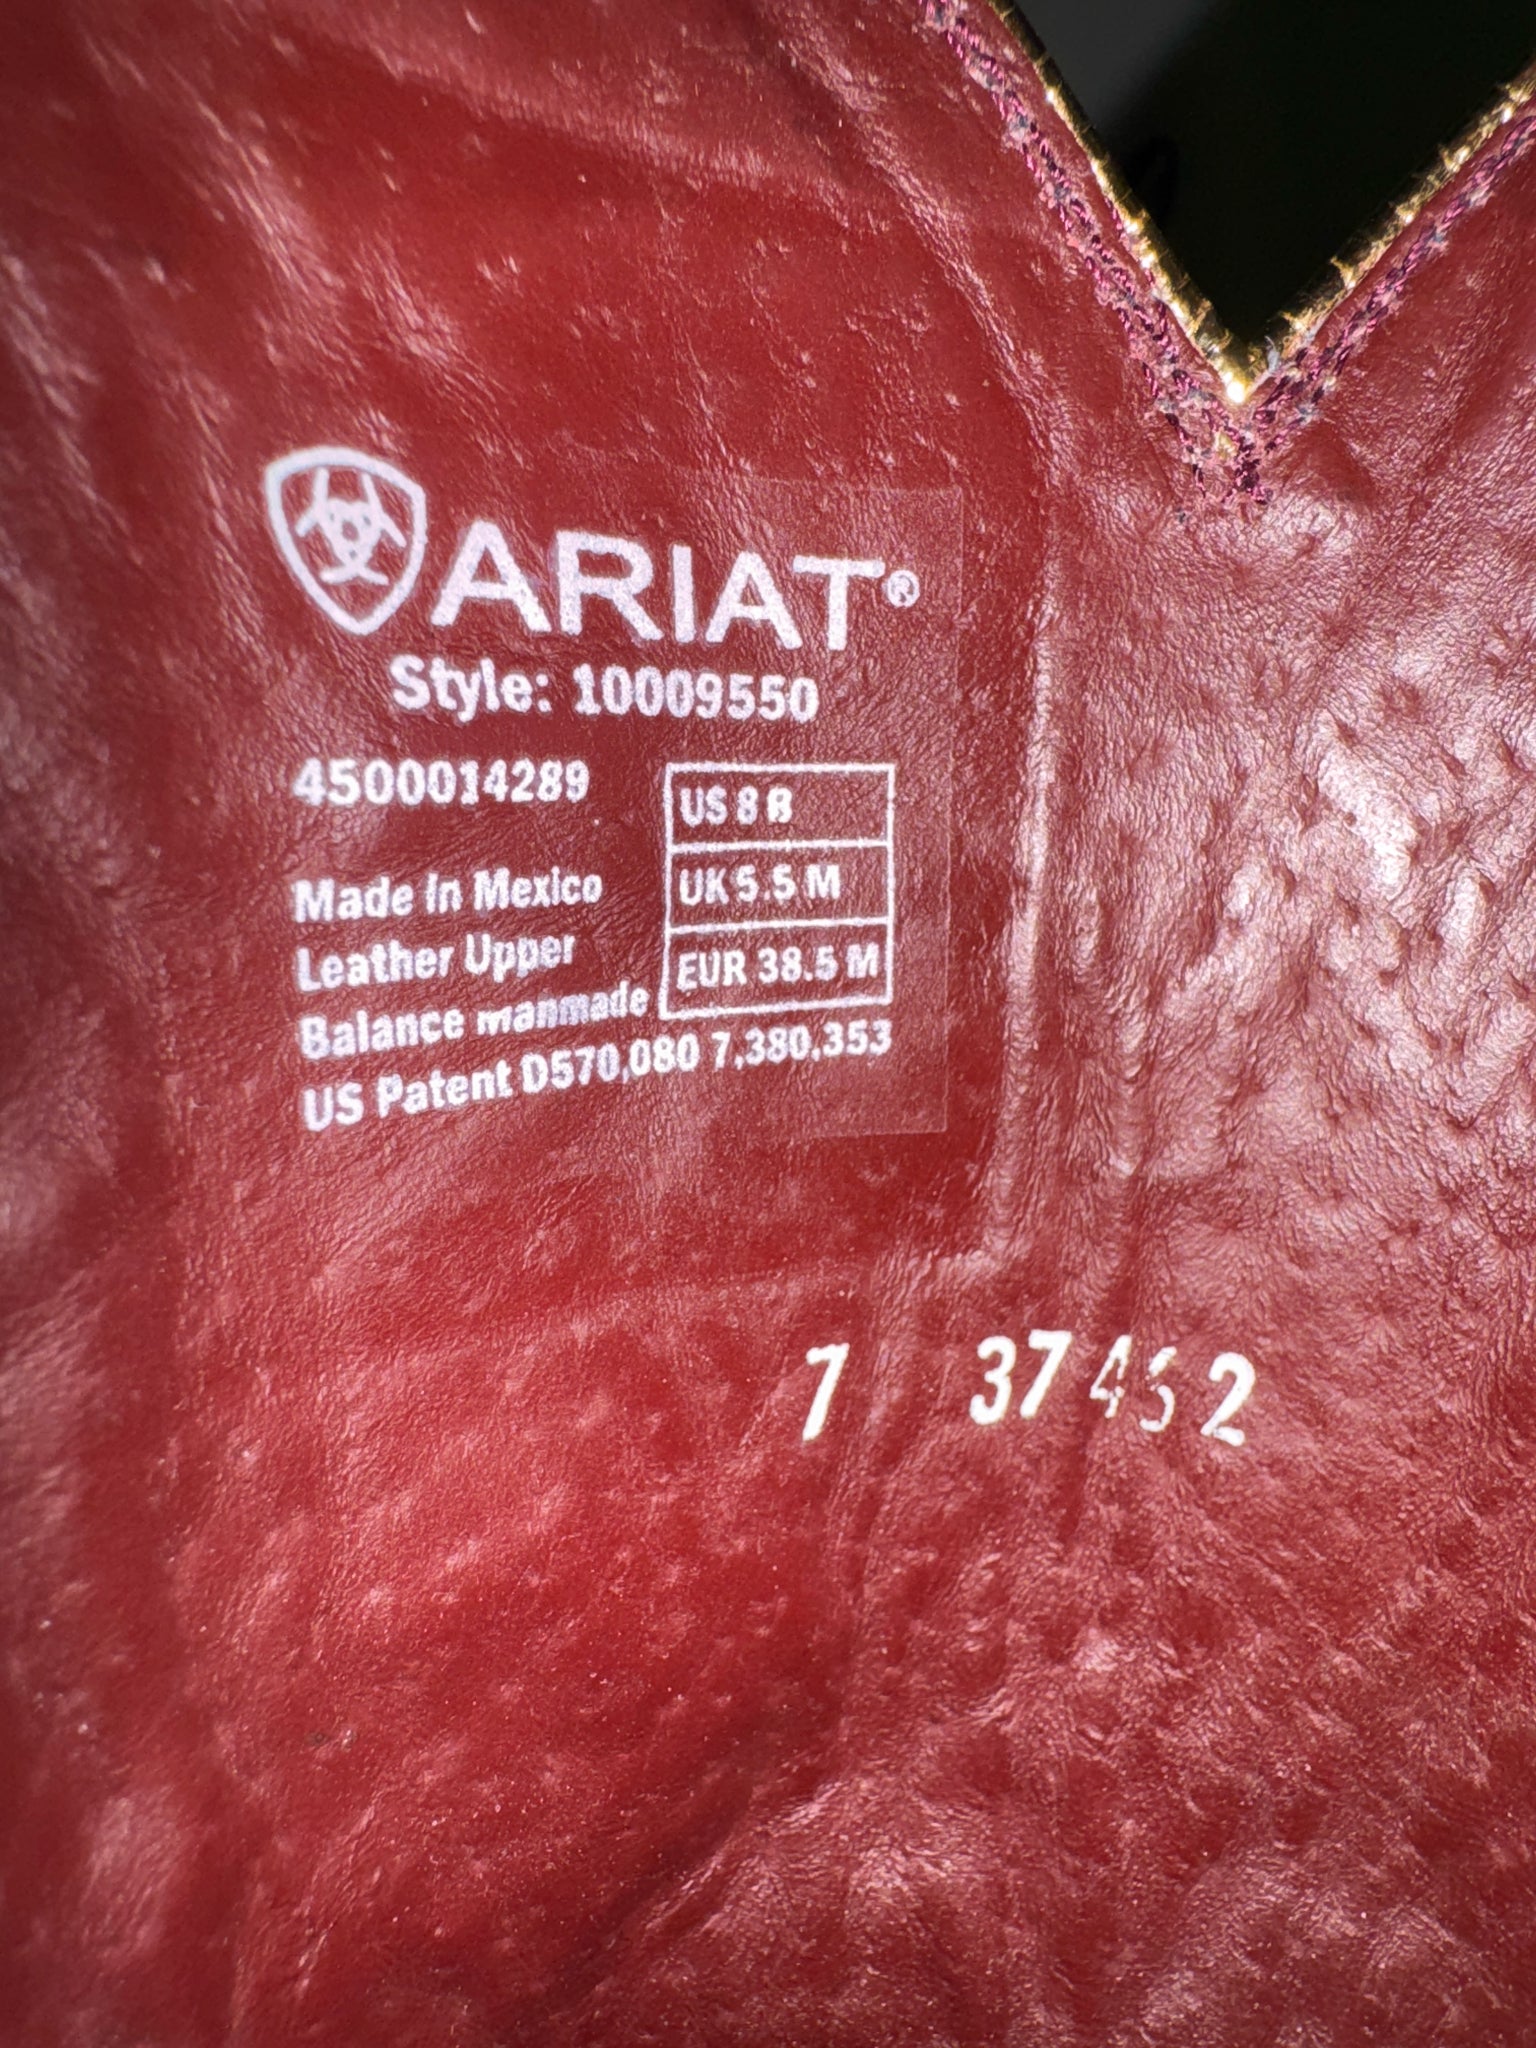 ARIAT®
Style: 10009550
4500014289
US 8 B
UK 5.5 M
EUR 38.5 M
Made in Mexico
Leather Upper
Balance manmade
US Patent D570,080 7,380,353
7 37452